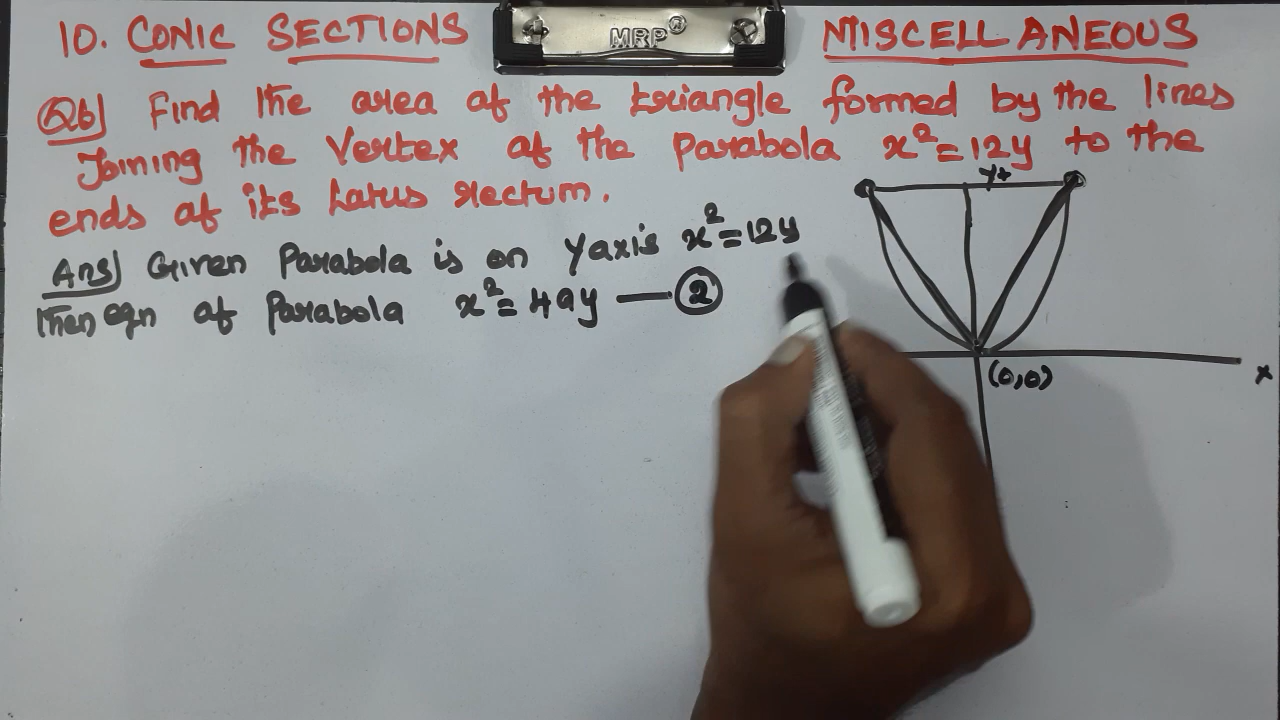 10. CONIC SECTIONS
MRP®
MISCELLANEOUS
Q6) Find the area of the triangle formed by the lines
Joining the Vertex of the Parabola x²=12y to the
ends of its Latus rectum.
Ans) Given Parabola is on y axis x²=12y
Then eqn of Parabola x²=4ay — ②
(0,0)
x